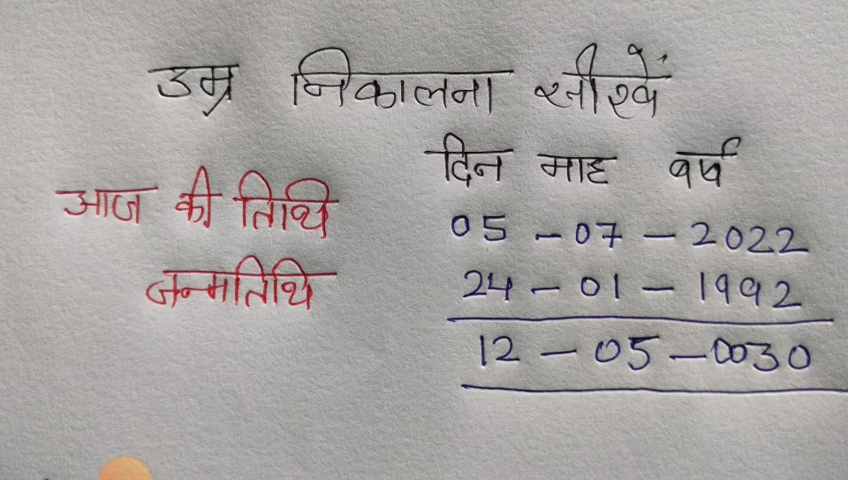 उम्र निकालना सीखें
दिन माह वर्ष
आज की तिथि 05 - 07 - 2022
जन्मतिथि 24 - 01 - 1992
12 - 05 - 0030